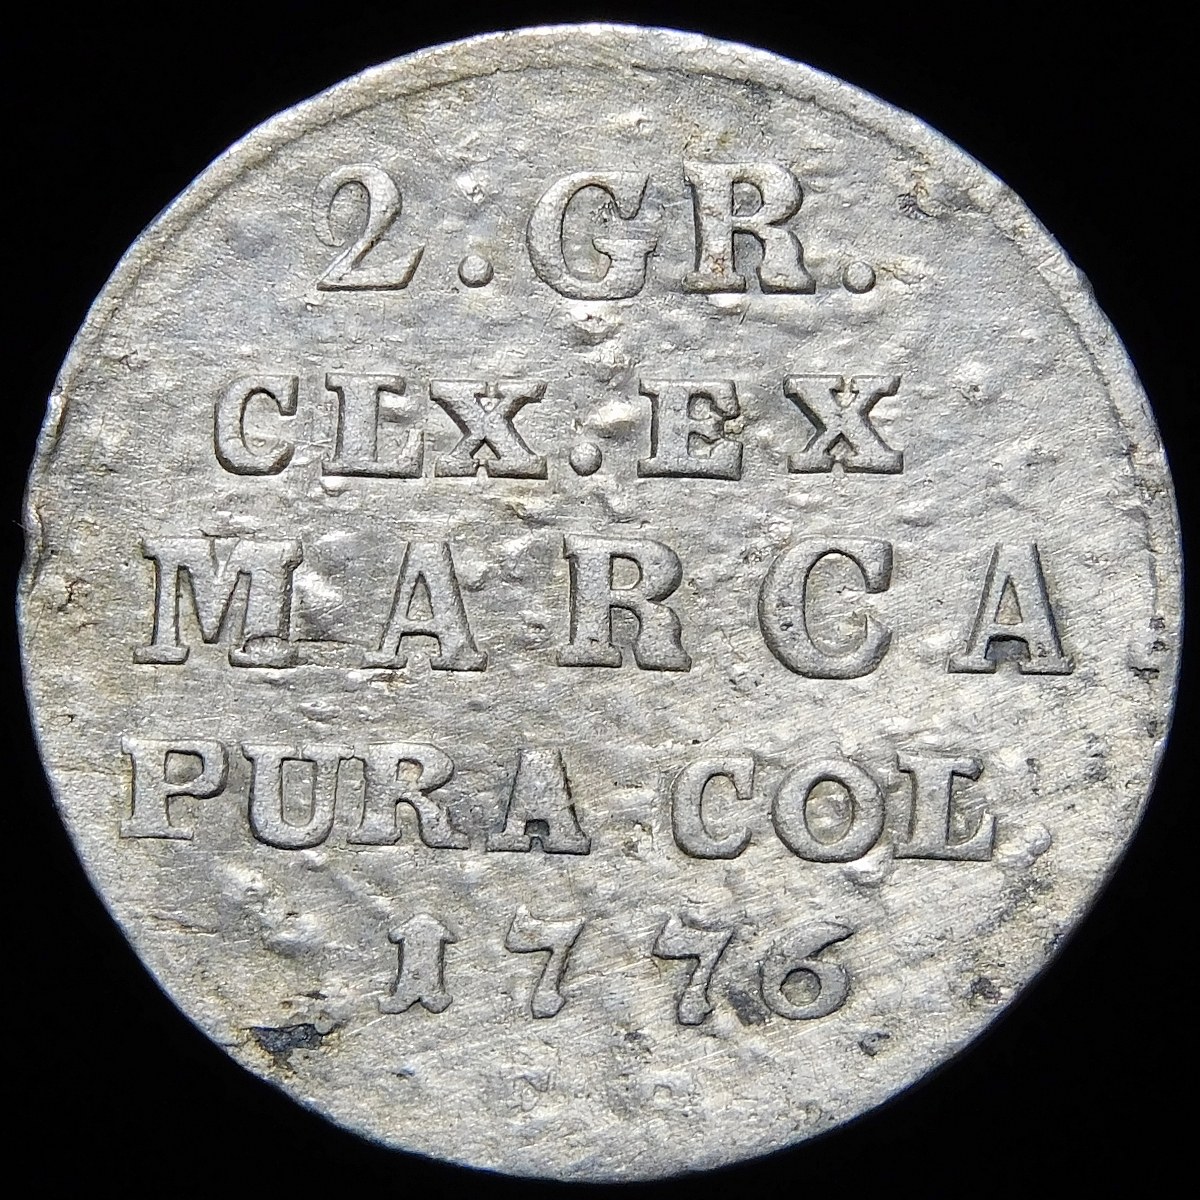 2.GR.
CLX.EX
MARCA
PURA COL.
1776